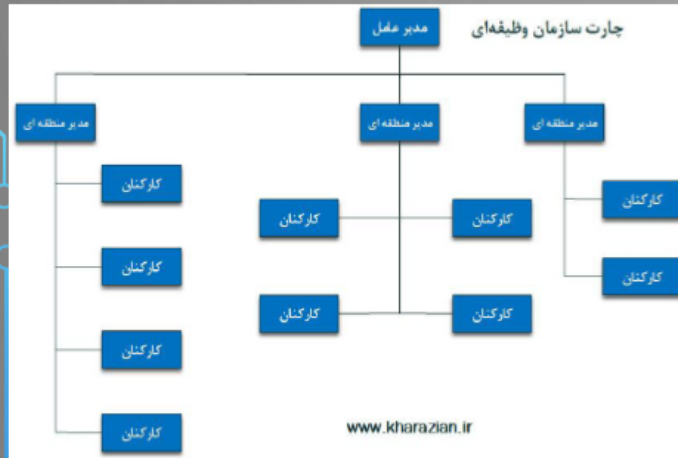 چارت سازمان وظیفه‌ای
مدیر عامل
مدیر منطقه ای
مدیر منطقه ای
مدیر منطقه ای
کارکنان
کارکنان
کارکنان
کارکنان
کارکنان
کارکنان
کارکنان
کارکنان
کارکنان
کارکنان
www.kharazian.ir